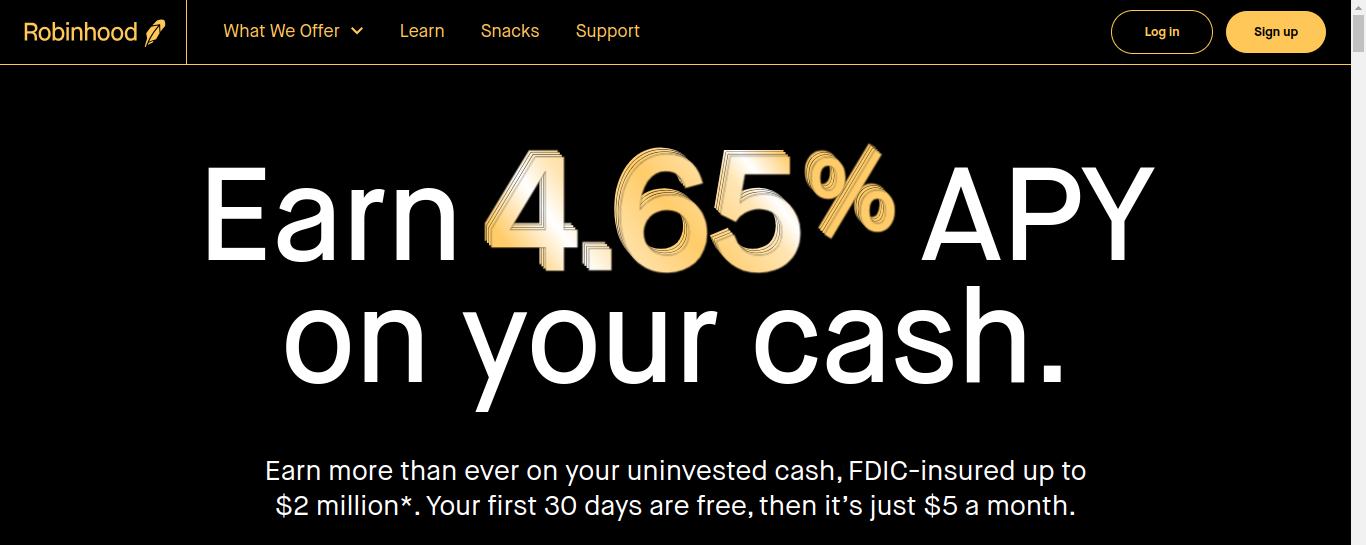 Robinhood What We Offer Learn Snacks Support Log in Sign up
Earn 4.65% APY
on your cash.
Earn more than ever on your uninvested cash, FDIC-insured up to
$2 million*. Your first 30 days are free, then it’s just $5 a month.